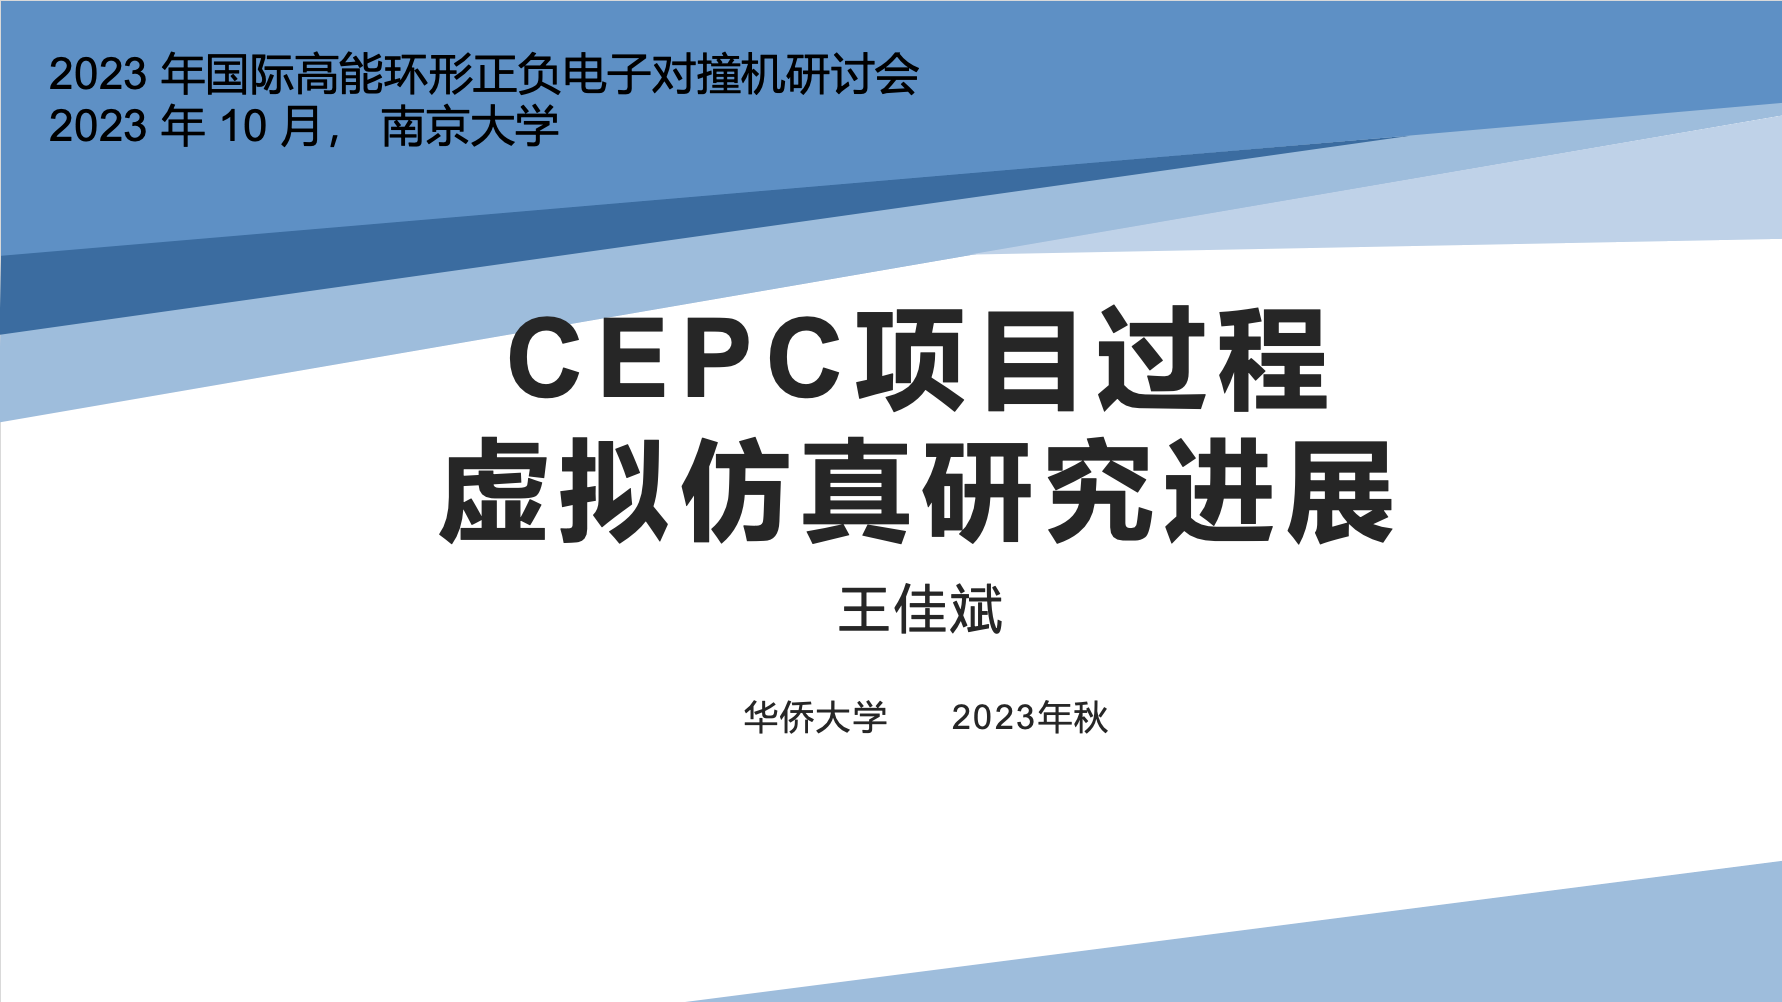 2023 年国际高能环形正负电子对撞机研讨会
2023 年 10 月， 南京大学
CEPC项目过程
虚拟仿真研究进展
王佳斌
华侨大学 2023年秋